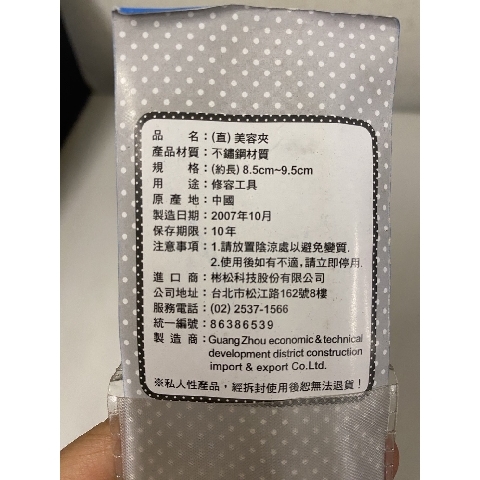 品名：(直)美容夾
產品材質：不鏽鋼材質
規格：(約長) 8.5cm~9.5cm
用途：修容工具
原產地：中國
製造日期：2007年10月
保存期限：10年
注意事項：1.請放置陰涼處以避免變質.
2.使用後如有不適,請立即停用.
進口商：彬松科技股份有限公司
公司地址：台北市松江路162號8樓
服務電話：(02) 2537-1566
統一編號：86386539
製造商：GuangZhou economic & technical
development district construction
import & export Co.Ltd.
※私人性產品，經拆封使用後恕無法退貨！